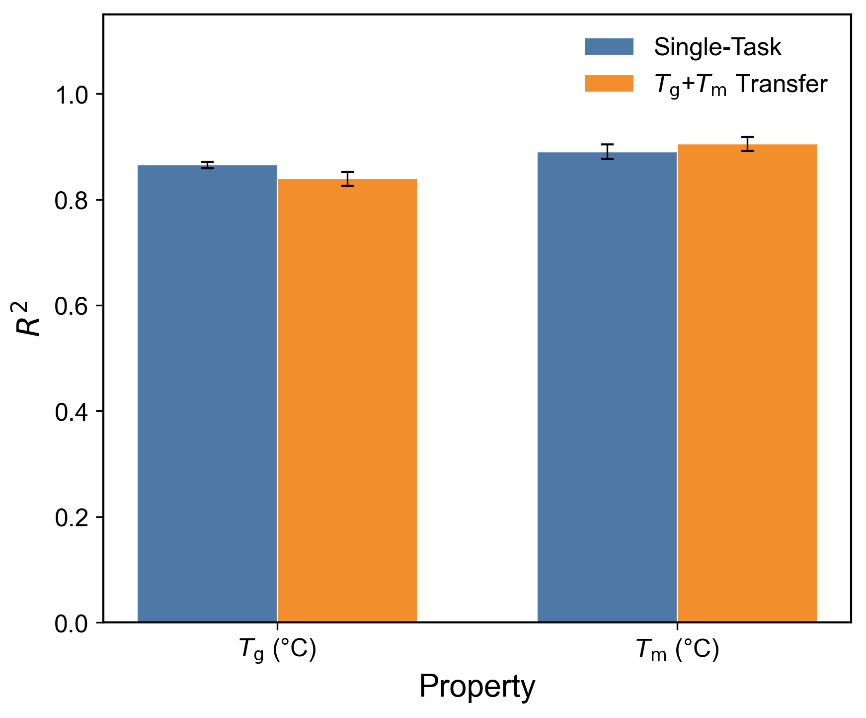 Single-Task
Tg+Tm Transfer
1.0
0.8
0.6
0.4
0.2
0.0
R²
Tg (°C)
Tm (°C)
Property